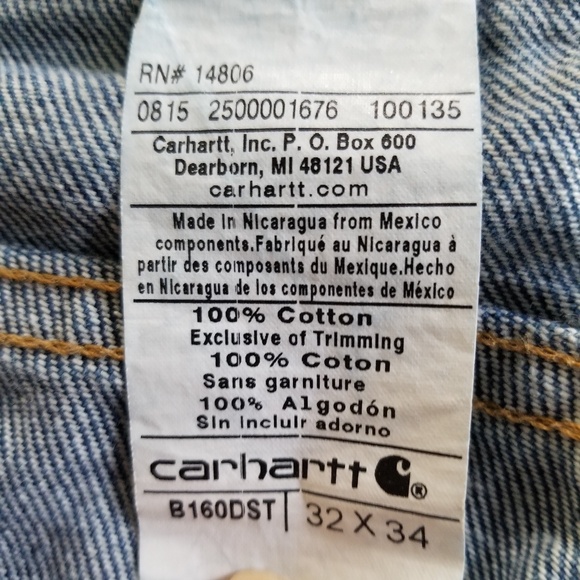 RN# 14806
0815 2500001676 100135
Carhartt, Inc. P. O. Box 600
Dearborn, MI 48121 USA
carhartt.com
Made in Nicaragua from Mexico
components.Fabriqué au Nicaragua à
partir des composants du Mexique.Hecho
en Nicaragua de los componentes de México
100% Cotton
Exclusive of Trimming
100% Coton
Sans garniture
100% Algodón
Sin incluir adorno
carhartt ®
B160DST 32 X 34